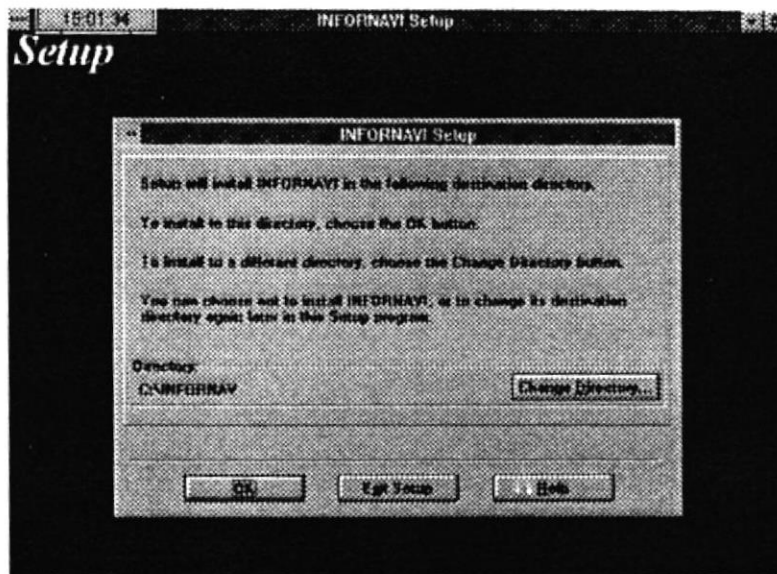 15:01:34
INFORNAVI Setup
Setup
INFORNAVI Setup
Setup will install INFORNAVI in the following destination directory.
To install to this directory, choose the OK button.
To install to a different directory, choose the Change Directory button.
You can choose not to install INFORNAVI, or to change its destination
directory again later in this Setup program.
Directory:
C:\INFORNAV
Change Directory...
OK
Exit Setup
Help